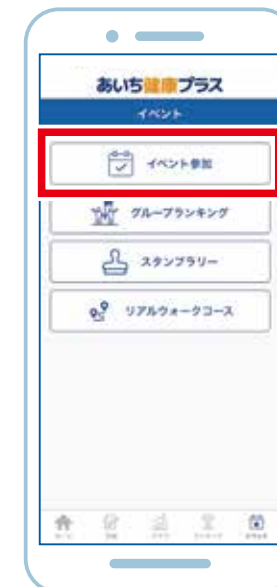 あいち健康プラス
イベント
イベント参加
グループランキング
スタンプラリー
リアルウォークコース